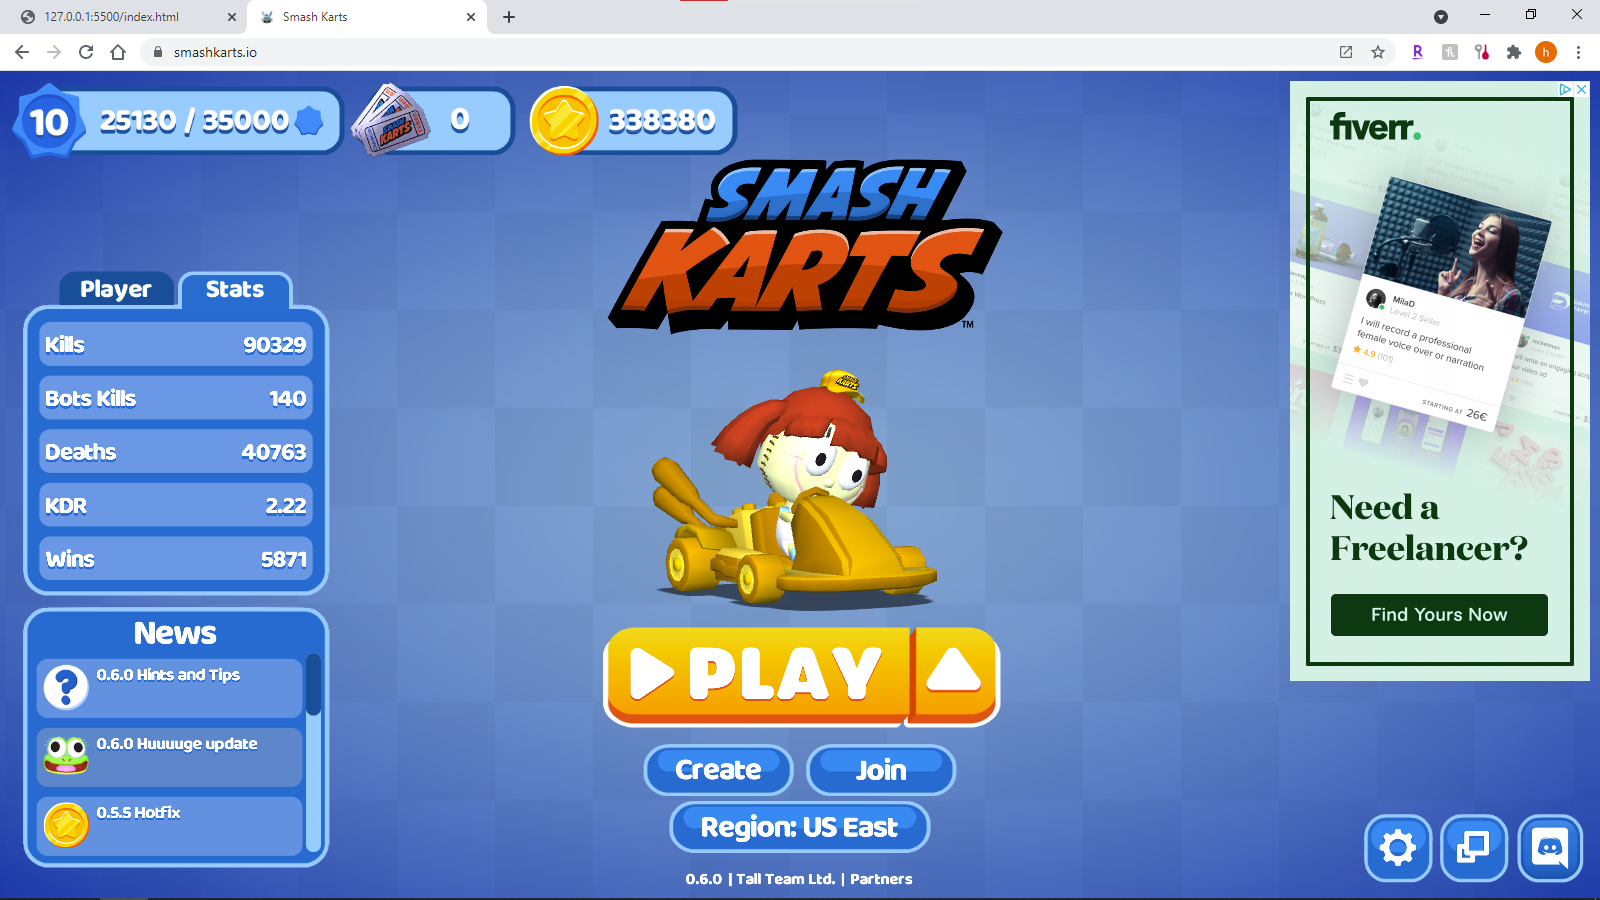 127.0.0.1:5500/index.html
Smash Karts
smashkarts.io
R
h
10
25130 / 35000
SMASH KARTS
0
338380
SMASH
KARTS
TM
Player
Stats
Kills 90329
Bots Kills 140
Deaths 40763
KDR 2.22
Wins 5871
News
?
0.6.0 Hints and Tips
0.6.0 Huuuuge update
0.5.5 Hotfix
PLAY
Create
Join
Region: US East
0.6.0 | Tall Team Ltd. | Partners
fiverr.
MilaD
Level 2 Seller
I will record a professional
female voice over or narration
4.9 (101)
STARTING AT 26€
Need a
Freelancer?
Find Yours Now